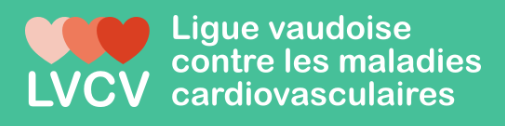 LVCV
Ligue vaudoise
contre les maladies
cardiovasculaires